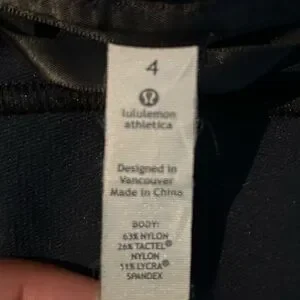 4
lululemon
athletica
Designed in
Vancouver
Made in China
BODY:
63% NYLON
26% TACTEL®
NYLON
11% LYCRA®
SPANDEX